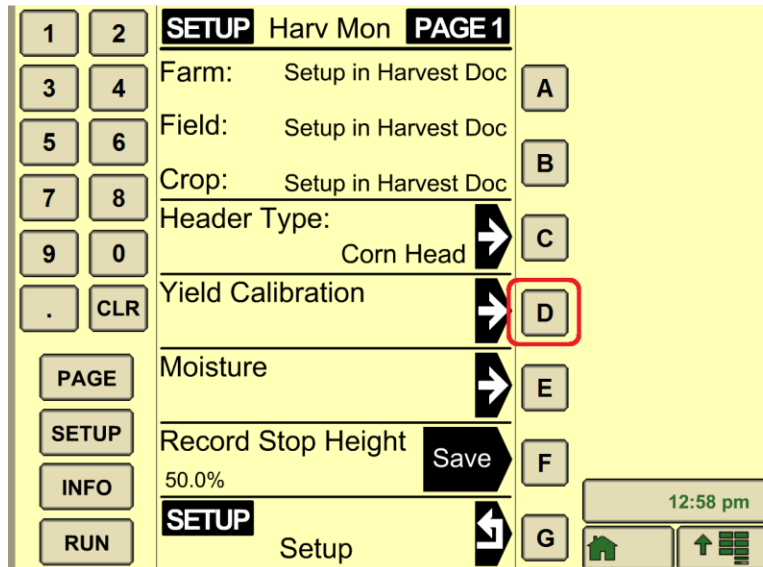 1 2
SETUP Harv Mon PAGE 1
3 4
Farm: Setup in Harvest Doc
A
5 6
Field: Setup in Harvest Doc
B
7 8
Crop: Setup in Harvest Doc
Header Type:
9 0
Corn Head
C
. CLR
Yield Calibration
D
PAGE
Moisture
E
SETUP
Record Stop Height
Save
F
50.0%
INFO
12:58 pm
SETUP
RUN
Setup
G